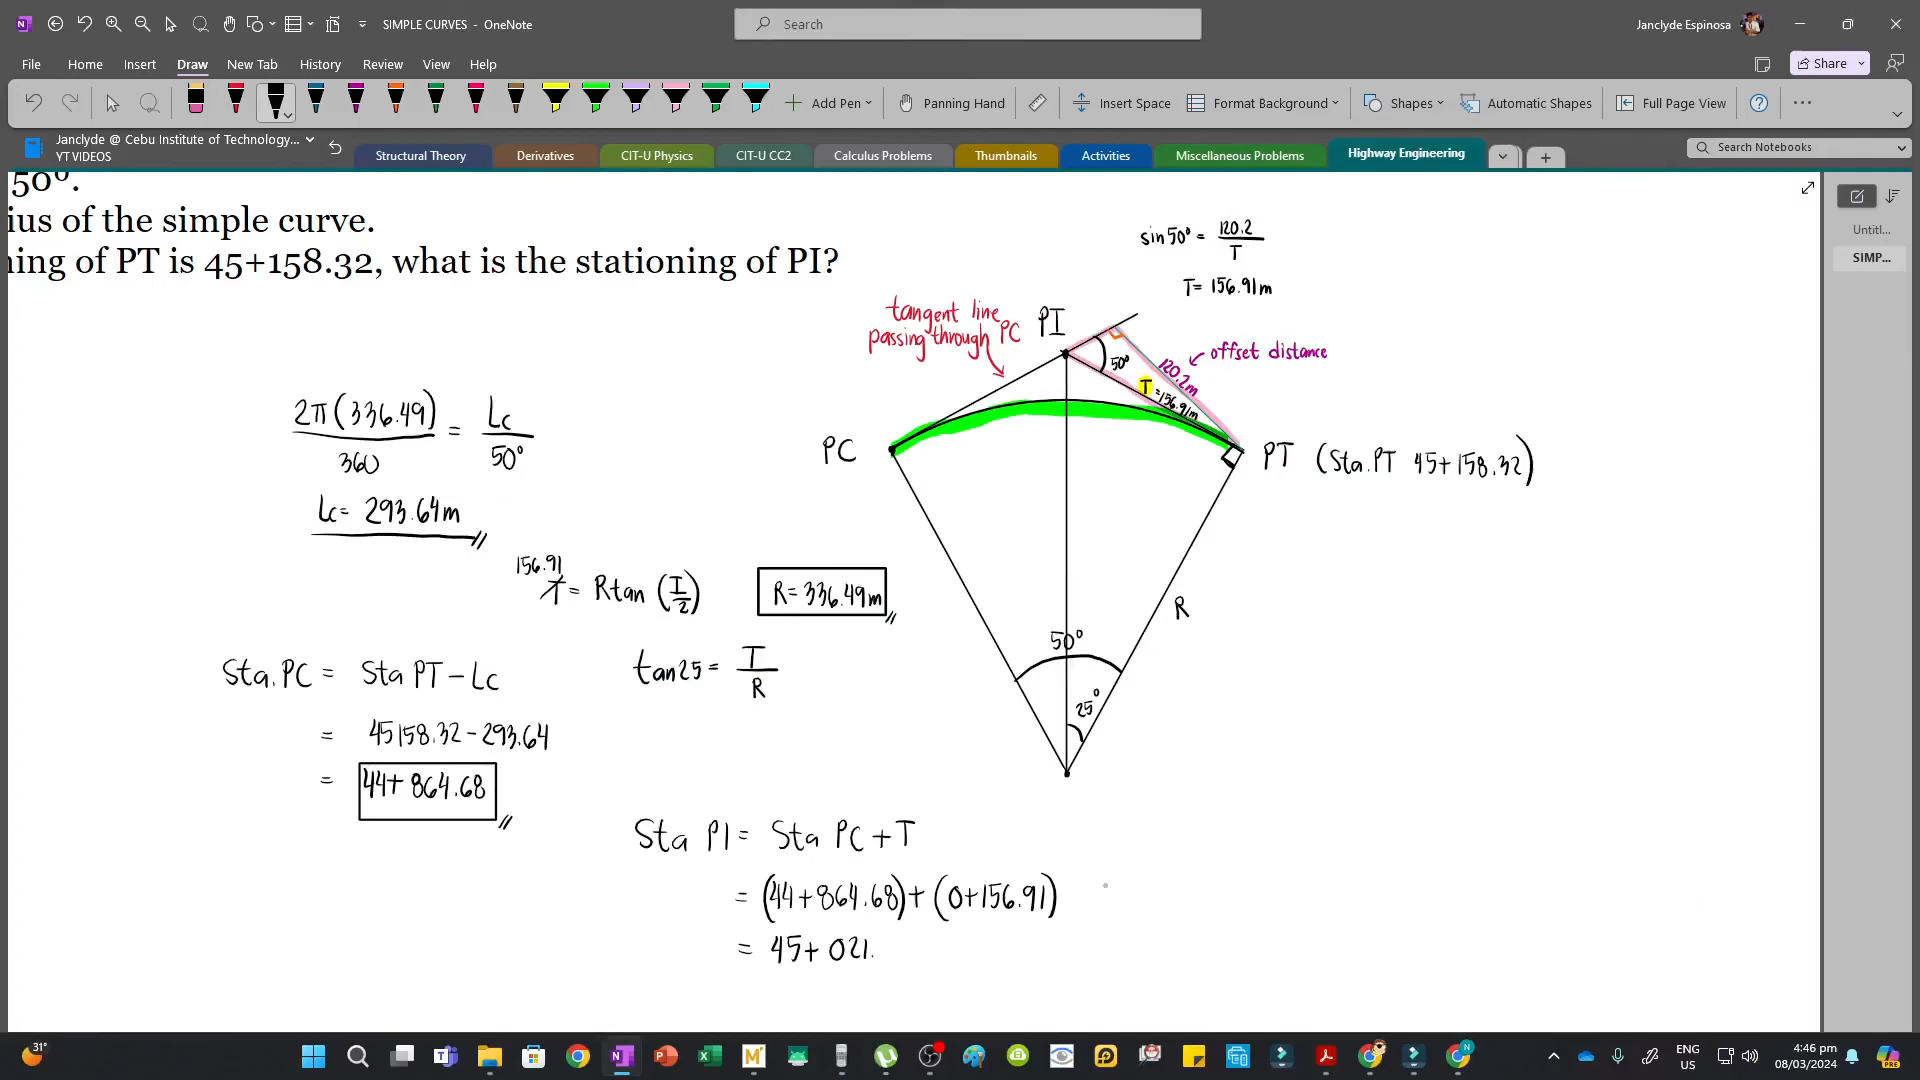 SIMPLE CURVES - OneNote
Search
Janclyde Espinosa
File Home Insert Draw New Tab History Review View Help
Share
Add Pen
Panning Hand
Insert Space
Format Background
Shapes
Automatic Shapes
Full Page View
Janclyde @ Cebu Institute of Technology...
YT VIDEOS
Structural Theory
Derivatives
CIT-U Physics
CIT-U CC2
Calculus Problems
Thumbnails
Activities
Miscellaneous Problems
Highway Engineering
Search Notebooks
Untitl...
SIMP...
50º.
ius of the simple curve.
ning of PT is 45+158.32, what is the stationing of PI?
sin50° = 120.2 / T
T= 156.91m
tangent line
passing through PC
PI
50°
120.2m
offset distance
T =156.91m
PC
PT (Sta.PT 45+158.32)
R
50°
25°
2π(336.49) / 360 = Lc / 50°
Lc= 293.64m
156.91
T = Rtan (I/2)
R= 336.49m
tan25 = T / R
Sta.PC = Sta PT - Lc
= 45158.32 - 293.64
= 44+ 864.68
Sta PI = Sta PC + T
= (44+864.68) + (0+156.91)
= 45+ 021.
31°
ENG
US
4:46 pm
08/03/2024